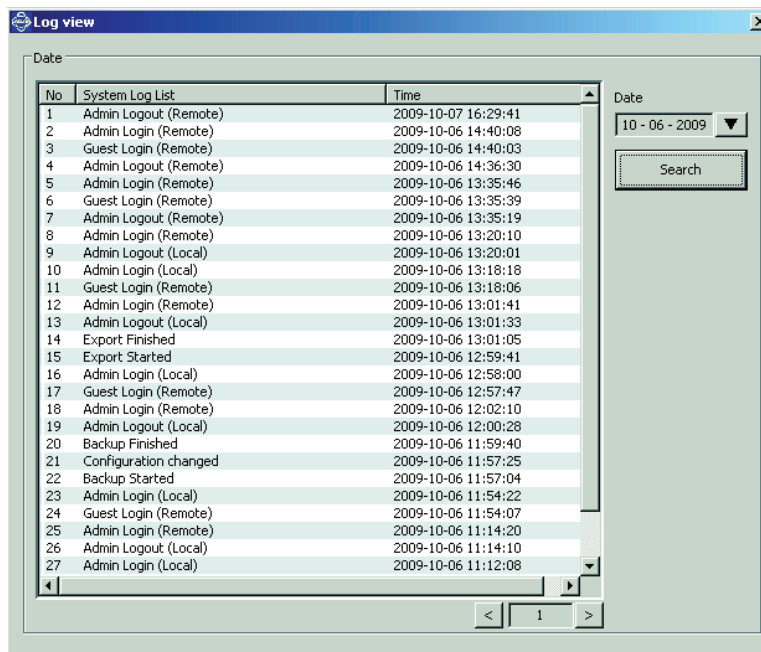 Log view
Date
No System Log List Time
1 Admin Logout (Remote) 2009-10-07 16:29:41
2 Admin Login (Remote) 2009-10-06 14:40:08
3 Guest Login (Remote) 2009-10-06 14:40:03
4 Admin Logout (Remote) 2009-10-06 14:36:30
5 Admin Login (Remote) 2009-10-06 13:35:46
6 Guest Login (Remote) 2009-10-06 13:35:39
7 Admin Logout (Remote) 2009-10-06 13:35:19
8 Admin Login (Remote) 2009-10-06 13:20:10
9 Admin Logout (Local) 2009-10-06 13:20:01
10 Admin Login (Local) 2009-10-06 13:18:18
11 Guest Login (Remote) 2009-10-06 13:18:06
12 Admin Login (Remote) 2009-10-06 13:01:41
13 Admin Logout (Local) 2009-10-06 13:01:33
14 Export Finished 2009-10-06 13:01:05
15 Export Started 2009-10-06 12:59:41
16 Admin Login (Local) 2009-10-06 12:58:00
17 Guest Login (Remote) 2009-10-06 12:57:47
18 Admin Login (Remote) 2009-10-06 12:02:10
19 Admin Logout (Local) 2009-10-06 12:00:28
20 Backup Finished 2009-10-06 11:59:40
21 Configuration changed 2009-10-06 11:57:25
22 Backup Started 2009-10-06 11:57:04
23 Admin Login (Local) 2009-10-06 11:54:22
24 Guest Login (Remote) 2009-10-06 11:54:07
25 Admin Login (Remote) 2009-10-06 11:14:20
26 Admin Logout (Local) 2009-10-06 11:14:10
27 Admin Login (Local) 2009-10-06 11:12:08
< 1 >
Date
10 - 06 - 2009
Search